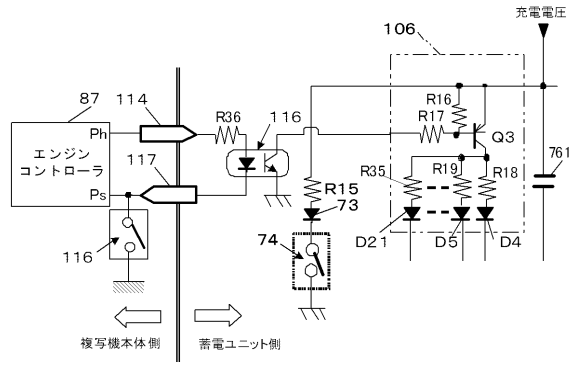 充電電圧
106
87
114
R36
116
R16
R17
Q3
Ph
エンジン
コントローラ
117
761
R35
R19
R18
R15
73
Ps
D21
D5
D4
74
116
複写機本体側
蓄電ユニット側